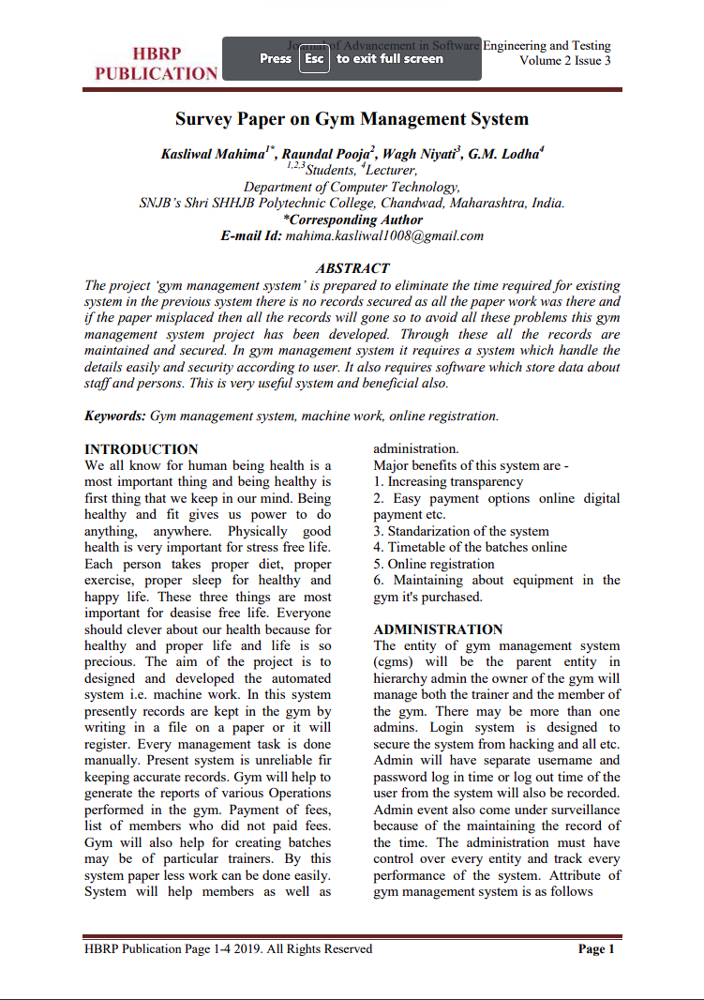 HBRP
PUBLICATION
Journal of Advancement in Software Engineering and Testing
Volume 2 Issue 3
Press Esc to exit full screen
Survey Paper on Gym Management System
Kasliwal Mahima1*, Raundal Pooja2, Wagh Niyati3, G.M. Lodha4
1,2,3Students, 4Lecturer,
Department of Computer Technology,
SNJB’s Shri SHHJB Polytechnic College, Chandwad, Maharashtra, India.
*Corresponding Author
E-mail Id: mahima.kasliwal1008@gmail.com
ABSTRACT
The project ‘gym management system’ is prepared to eliminate the time required for existing
system in the previous system there is no records secured as all the paper work was there and
if the paper misplaced then all the records will gone so to avoid all these problems this gym
management system project has been developed. Through these all the records are
maintained and secured. In gym management system it requires a system which handle the
details easily and security according to user. It also requires software which store data about
staff and persons. This is very useful system and beneficial also.
Keywords: Gym management system, machine work, online registration.
INTRODUCTION
We all know for human being health is a
most important thing and being healthy is
first thing that we keep in our mind. Being
healthy and fit gives us power to do
anything, anywhere. Physically good
health is very important for stress free life.
Each person takes proper diet, proper
exercise, proper sleep for healthy and
happy life. These three things are most
important for deasise free life. Everyone
should clever about our health because for
healthy and proper life and life is so
precious. The aim of the project is to
designed and developed the automated
system i.e. machine work. In this system
presently records are kept in the gym by
writing in a file on a paper or it will
register. Every management task is done
manually. Present system is unreliable fir
keeping accurate records. Gym will help to
generate the reports of various Operations
performed in the gym. Payment of fees,
list of members who did not paid fees.
Gym will also help for creating batches
may be of particular trainers. By this
system paper less work can be done easily.
System will help members as well as
administration.
Major benefits of this system are -
1. Increasing transparency
2. Easy payment options online digital
payment etc.
3. Standarization of the system
4. Timetable of the batches online
5. Online registration
6. Maintaining about equipment in the
gym it's purchased.
ADMINISTRATION
The entity of gym management system
(cgms) will be the parent entity in
hierarchy admin the owner of the gym will
manage both the trainer and the member of
the gym. There may be more than one
admins. Login system is designed to
secure the system from hacking and all etc.
Admin will have separate username and
password log in time or log out time of the
user from the system will also be recorded.
Admin event also come under surveillance
because of the maintaining the record of
the time. The administration must have
control over every entity and track every
performance of the system. Attribute of
gym management system is as follows
HBRP Publication Page 1-4 2019. All Rights Reserved
Page 1